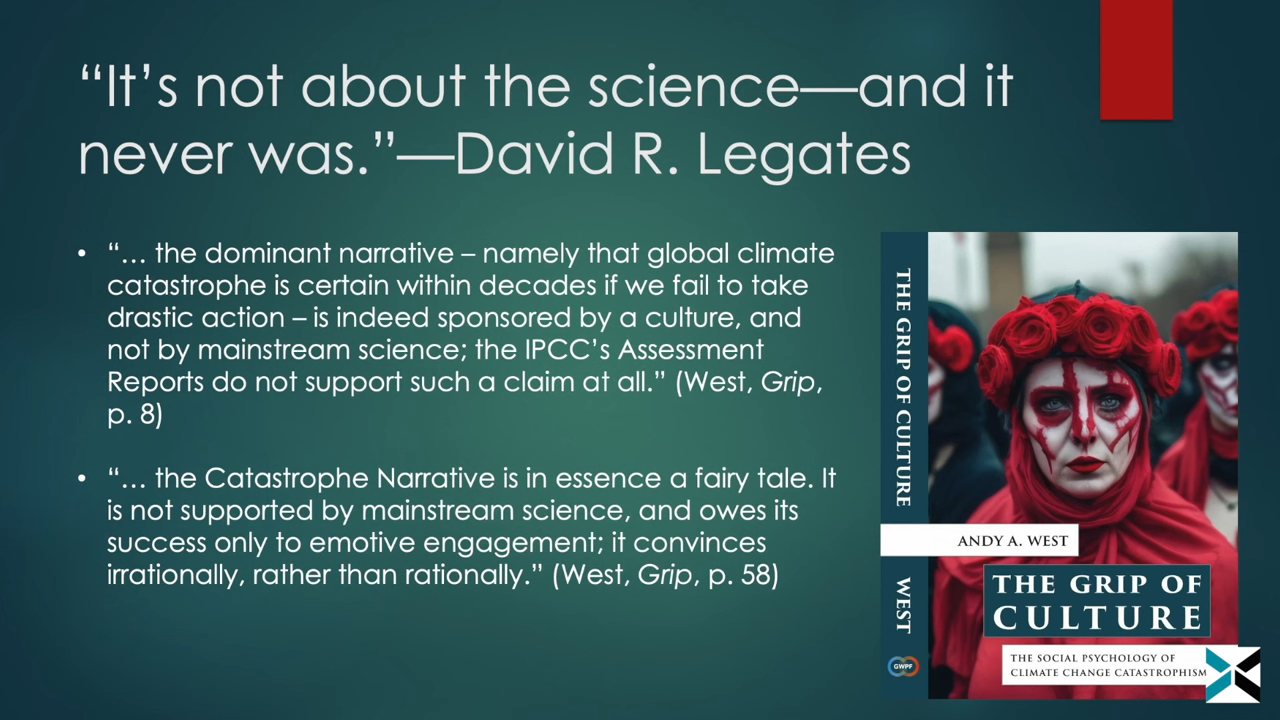 “It’s not about the science—and it
never was.”—David R. Legates
• “… the dominant narrative – namely that global climate
catastrophe is certain within decades if we fail to take
drastic action – is indeed sponsored by a culture, and
not by mainstream science; the IPCC’s Assessment
Reports do not support such a claim at all.” (West, Grip,
p. 8)
• “… the Catastrophe Narrative is in essence a fairy tale. It
is not supported by mainstream science, and owes its
success only to emotive engagement; it convinces
irrationally, rather than rationally.” (West, Grip, p. 58)
THE GRIP OF CULTURE
WEST
GWPF
ANDY A. WEST
THE GRIP OF
CULTURE
THE SOCIAL PSYCHOLOGY OF
CLIMATE CHANGE CATASTROPHISM